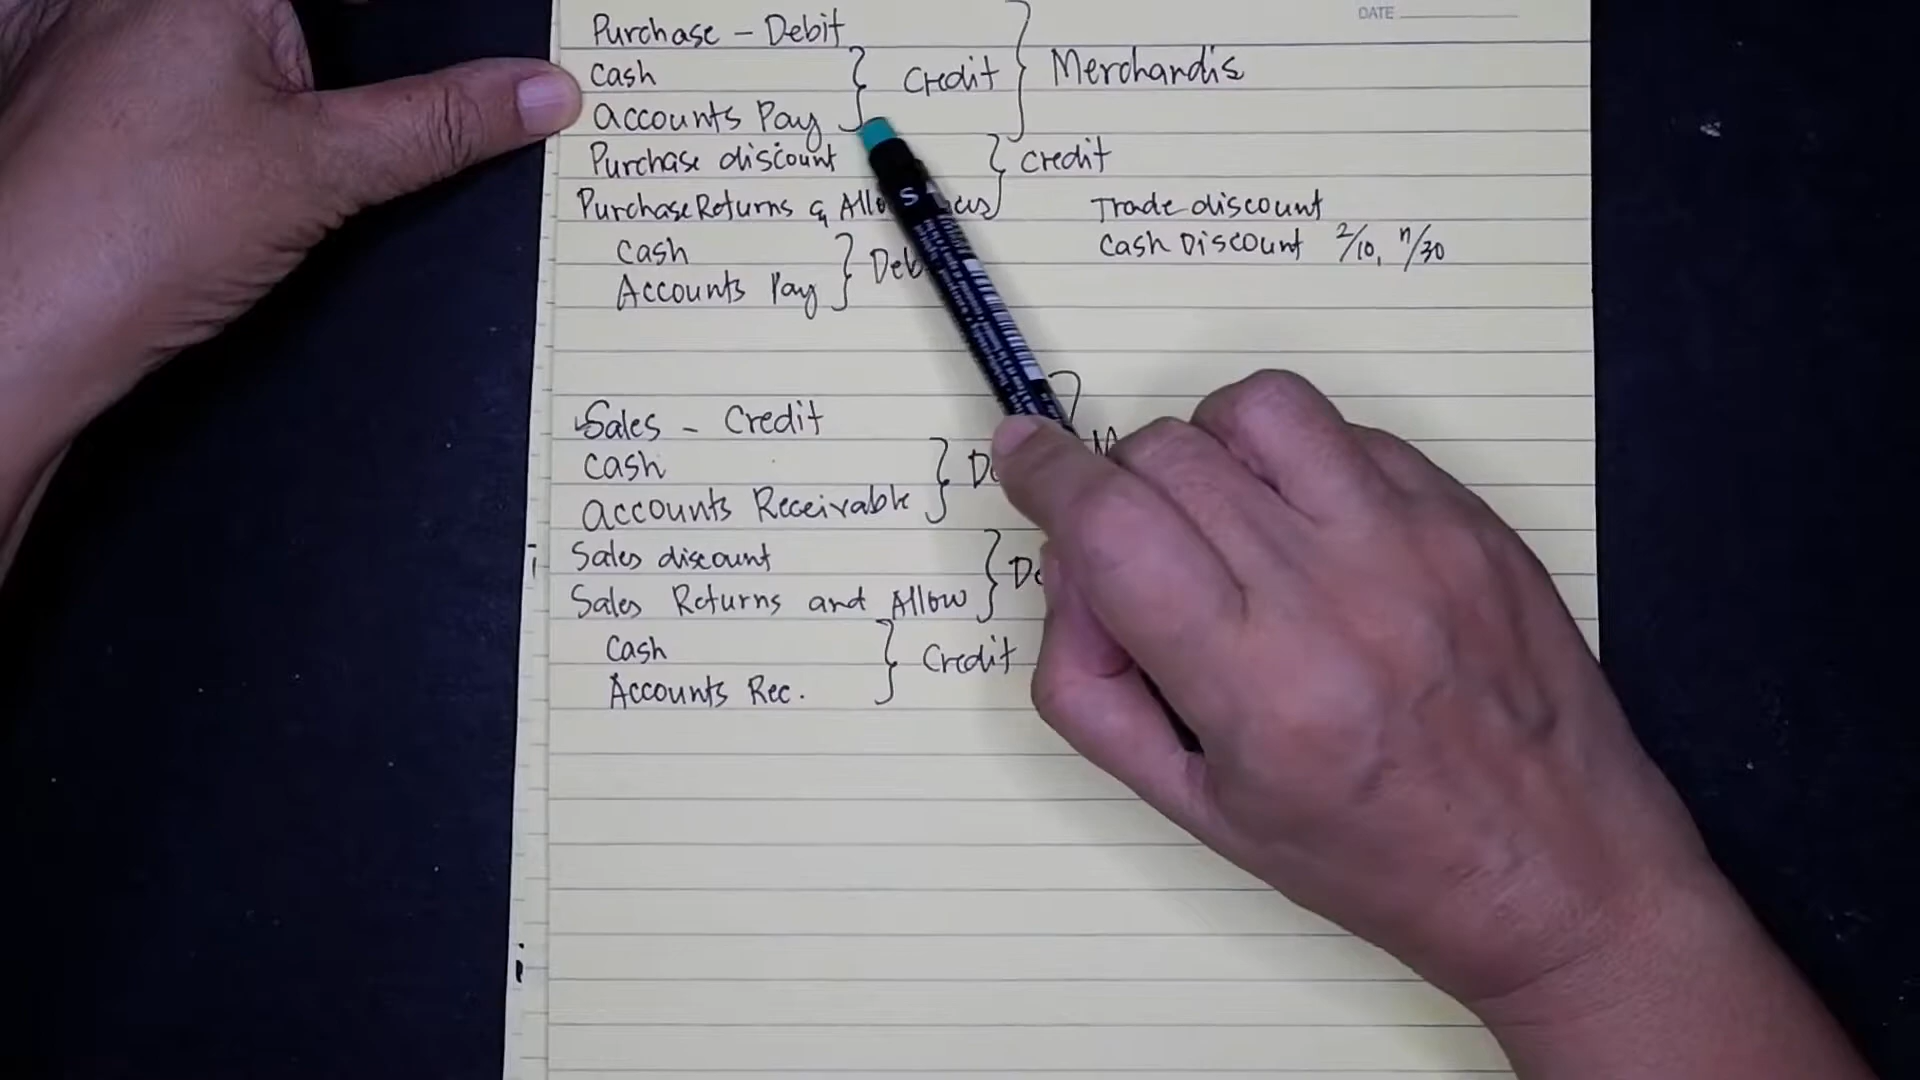 DATE
Purchase - Debit
Cash
Credit
Merchandis
Accounts Pay
Purchase discount
Credit
Purchase Returns &
Trade discount
Cash
Cash Discount 2/10, n/30
Accounts Pay
Sales - Credit
Cash
Accounts Receivable
Sales discount
Sales Returns and Allow
Cash
Credit
Accounts Rec.
S